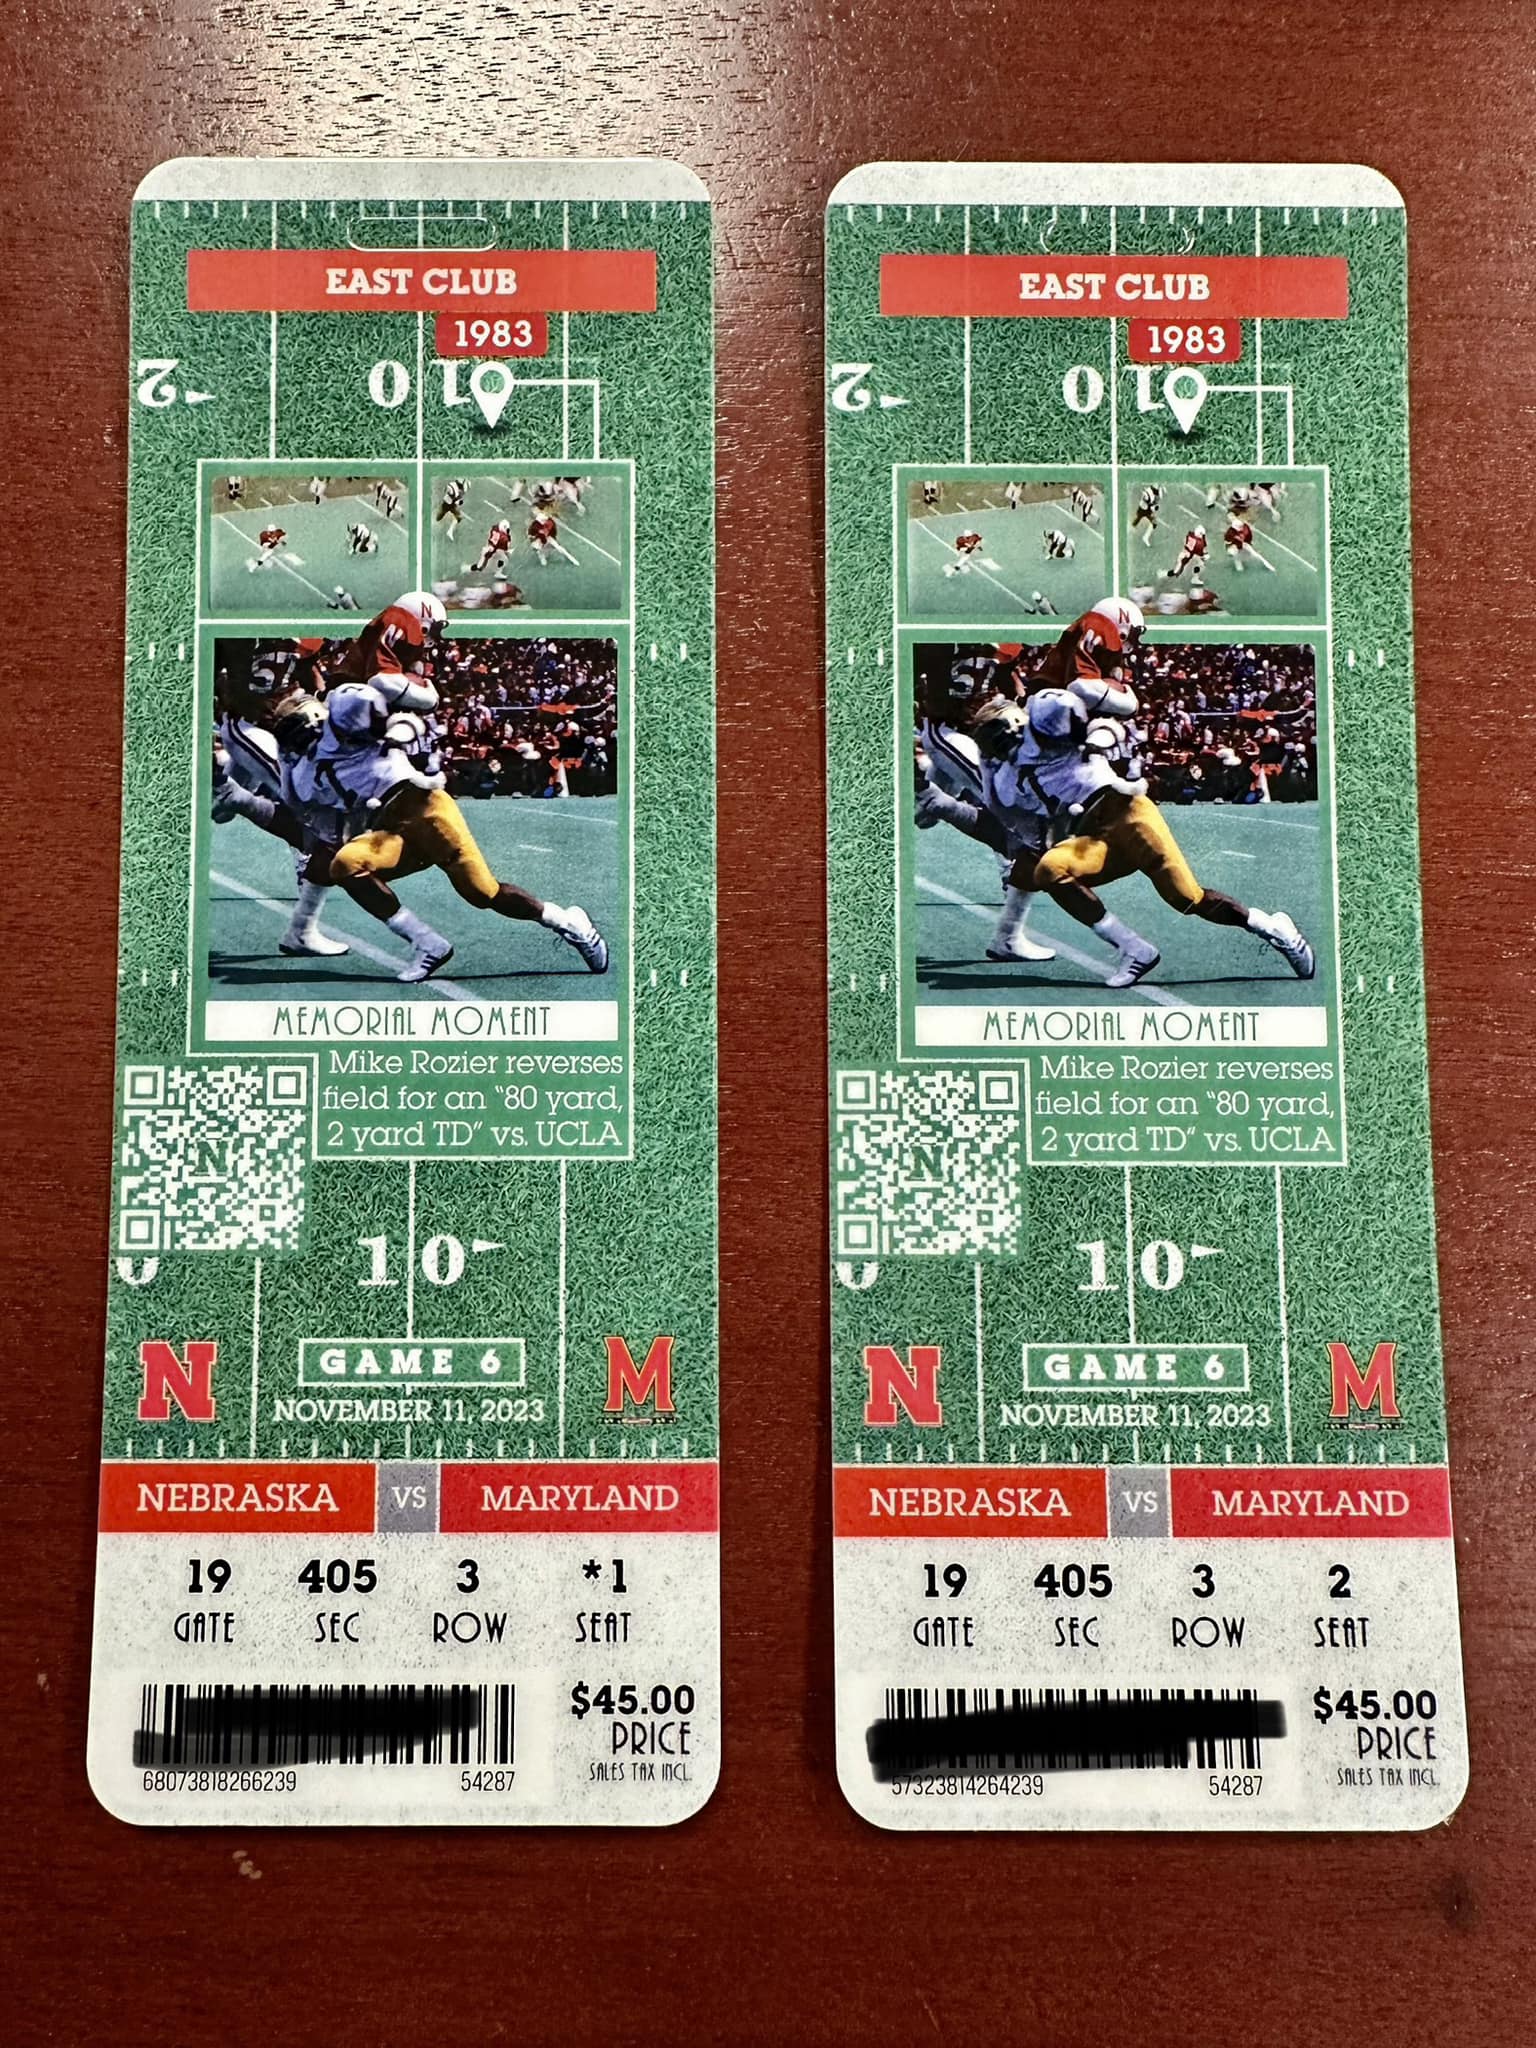 EAST CLUB
1983
2
01
57
MEMORIAL MOMENT
Mike Rozier reverses
field for an "80 yard,
2 yard TD" vs. UCLA
N
10
0
N
GAME 6
M
NOVEMBER 11, 2023
NEBRASKA VS MARYLAND
19 405 3 *1
GATE SEC ROW SEAT
$45.00
PRICE
SALES TAX INCL.
68073818266239 54287
EAST CLUB
1983
2
01
57
MEMORIAL MOMENT
Mike Rozier reverses
field for an "80 yard,
2 yard TD" vs. UCLA
N
10
0
N
GAME 6
M
NOVEMBER 11, 2023
NEBRASKA VS MARYLAND
19 405 3 2
GATE SEC ROW SEAT
$45.00
PRICE
SALES TAX INCL.
57323814264239 54287